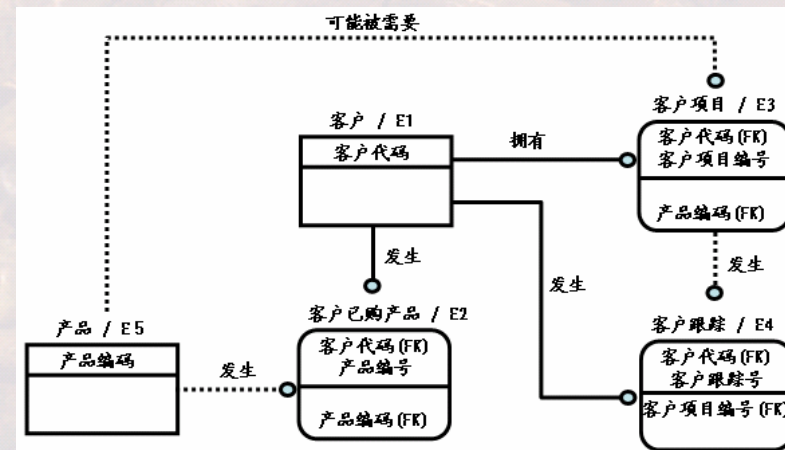 可能被需要
客户项目 / E3
客户 / E1
客户代码(FK)
客户项目编号
客户代码
拥有
产品编码(FK)
发生
发生
发生
产品 / E5
客户已购产品 / E2
客户跟踪 / E4
产品编码
客户代码(FK)
产品编号
客户代码(FK)
客户跟踪号
发生
产品编码(FK)
客户项目编号(FK)